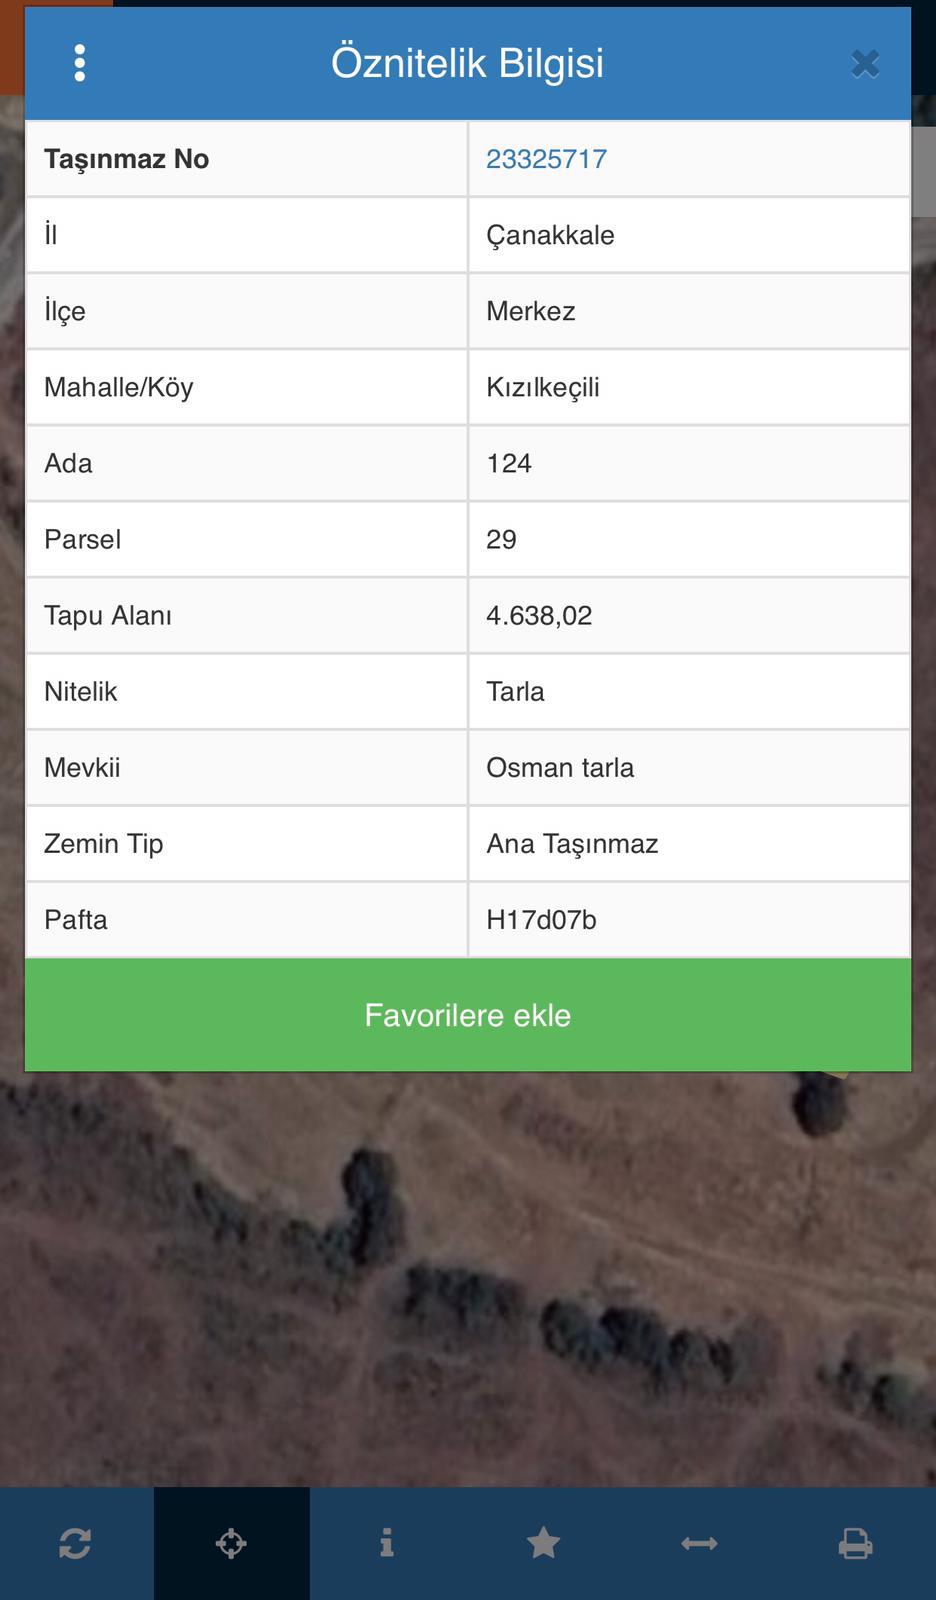 Öznitelik Bilgisi
Taşınmaz No 23325717
İl Çanakkale
İlçe Merkez
Mahalle/Köy Kızılkeçili
Ada 124
Parsel 29
Tapu Alanı 4.638,02
Nitelik Tarla
Mevkii Osman tarla
Zemin Tip Ana Taşınmaz
Pafta H17d07b
Favorilere ekle